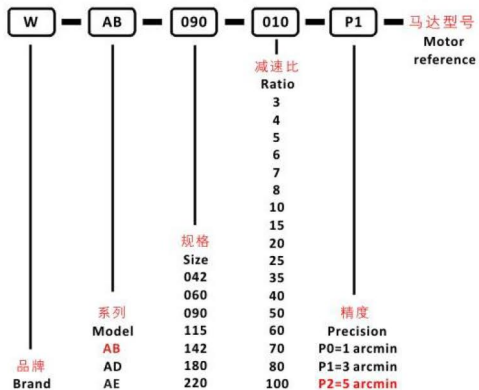 W — AB — 090 — 010 — P1 — 马达型号
Motor
reference
减速比
Ratio
3
4
5
6
7
8
10
15
20
25
35
40
50
60
70
80
100
规格
Size
042
060
090
115
142
180
220
系列
Model
AB
AD
AE
精度
Precision
P0=1 arcmin
P1=3 arcmin
P2=5 arcmin
品牌
Brand